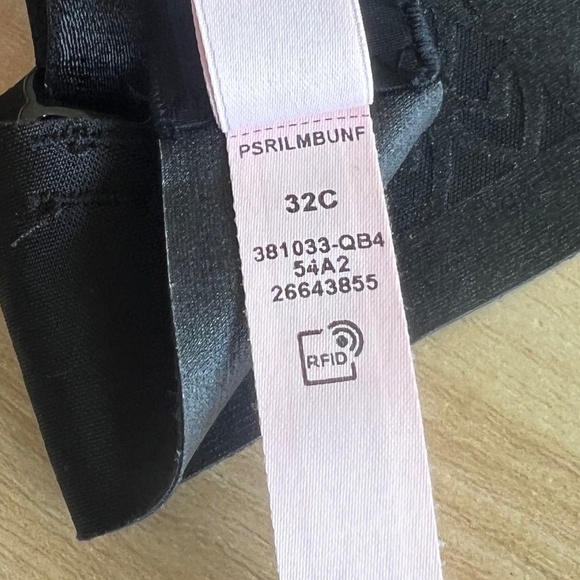 PSRILMBUNF
32C
381033-QB4
54A2
26643855
RFID